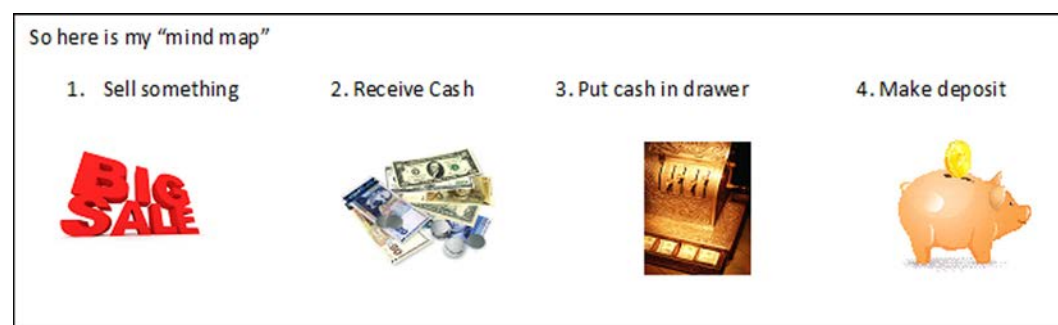 So here is my “mind map”
1. Sell something
2. Receive Cash
3. Put cash in drawer
4. Make deposit
BIG
SALE